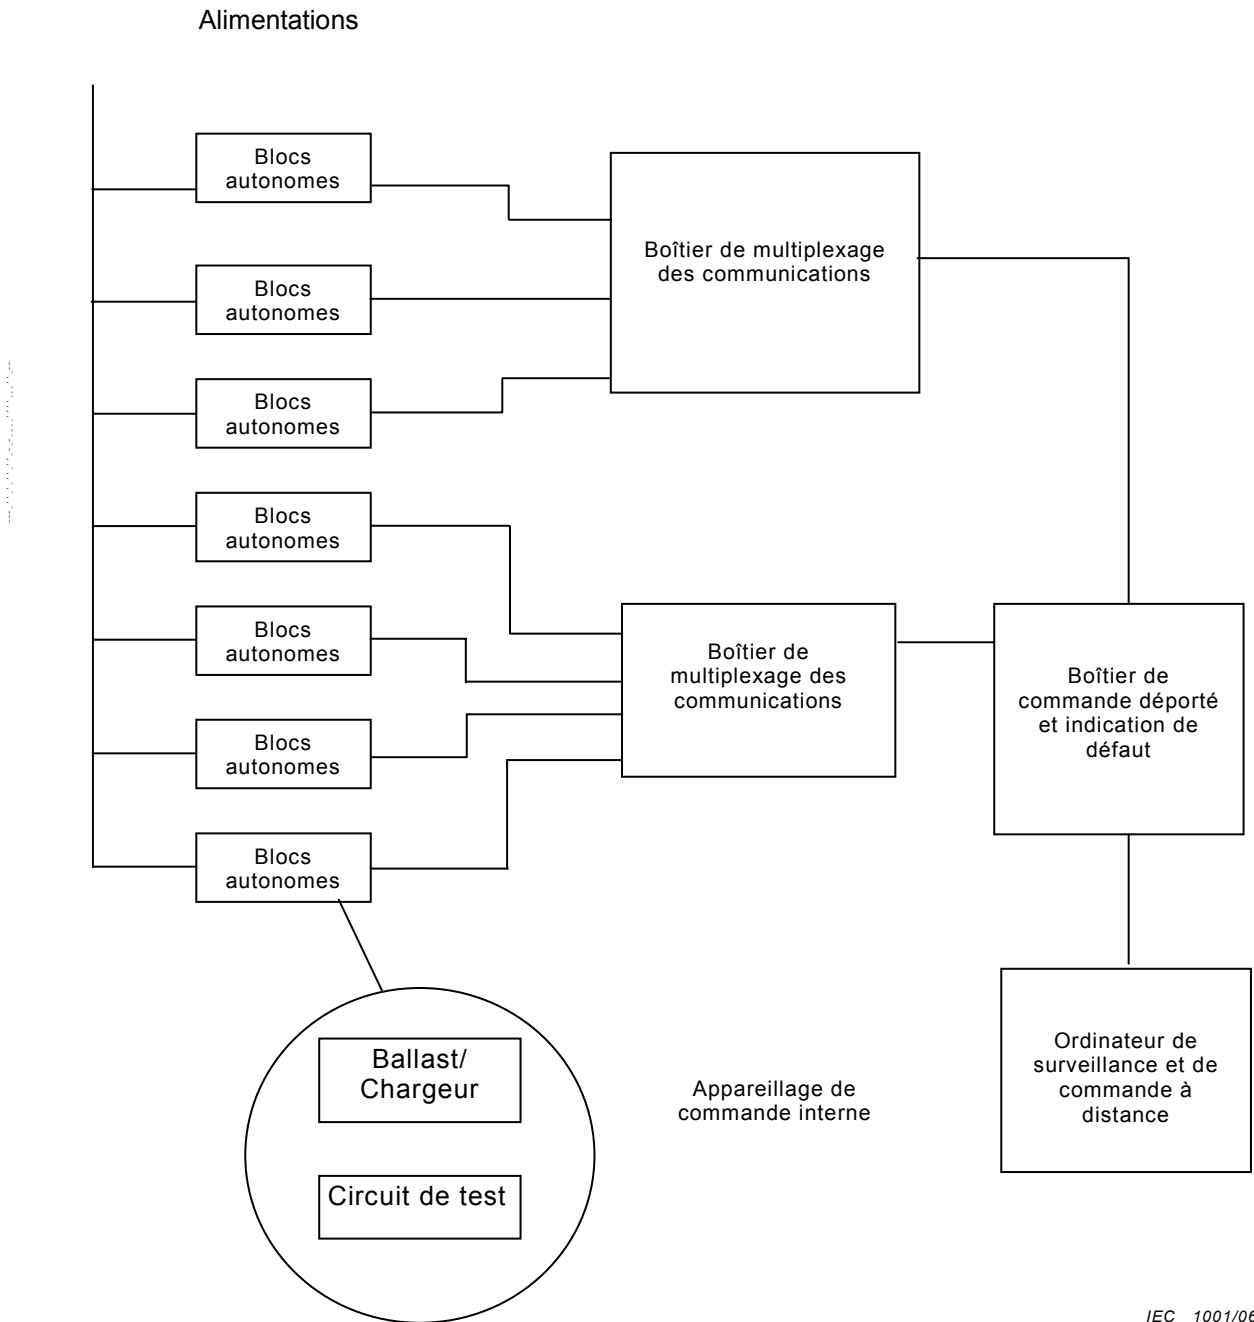 Alimentations
Blocs
autonomes
Blocs
autonomes
Blocs
autonomes
Blocs
autonomes
Blocs
autonomes
Blocs
autonomes
Blocs
autonomes
Boîtier de multiplexage
des communications
Boîtier de
multiplexage des
communications
Boîtier de
commande déporté
et indication de
défaut
Ordinateur de
surveillance et de
commande à
distance
Ballast/
Chargeur
Circuit de test
Appareillage de
commande interne
IEC 1001/06